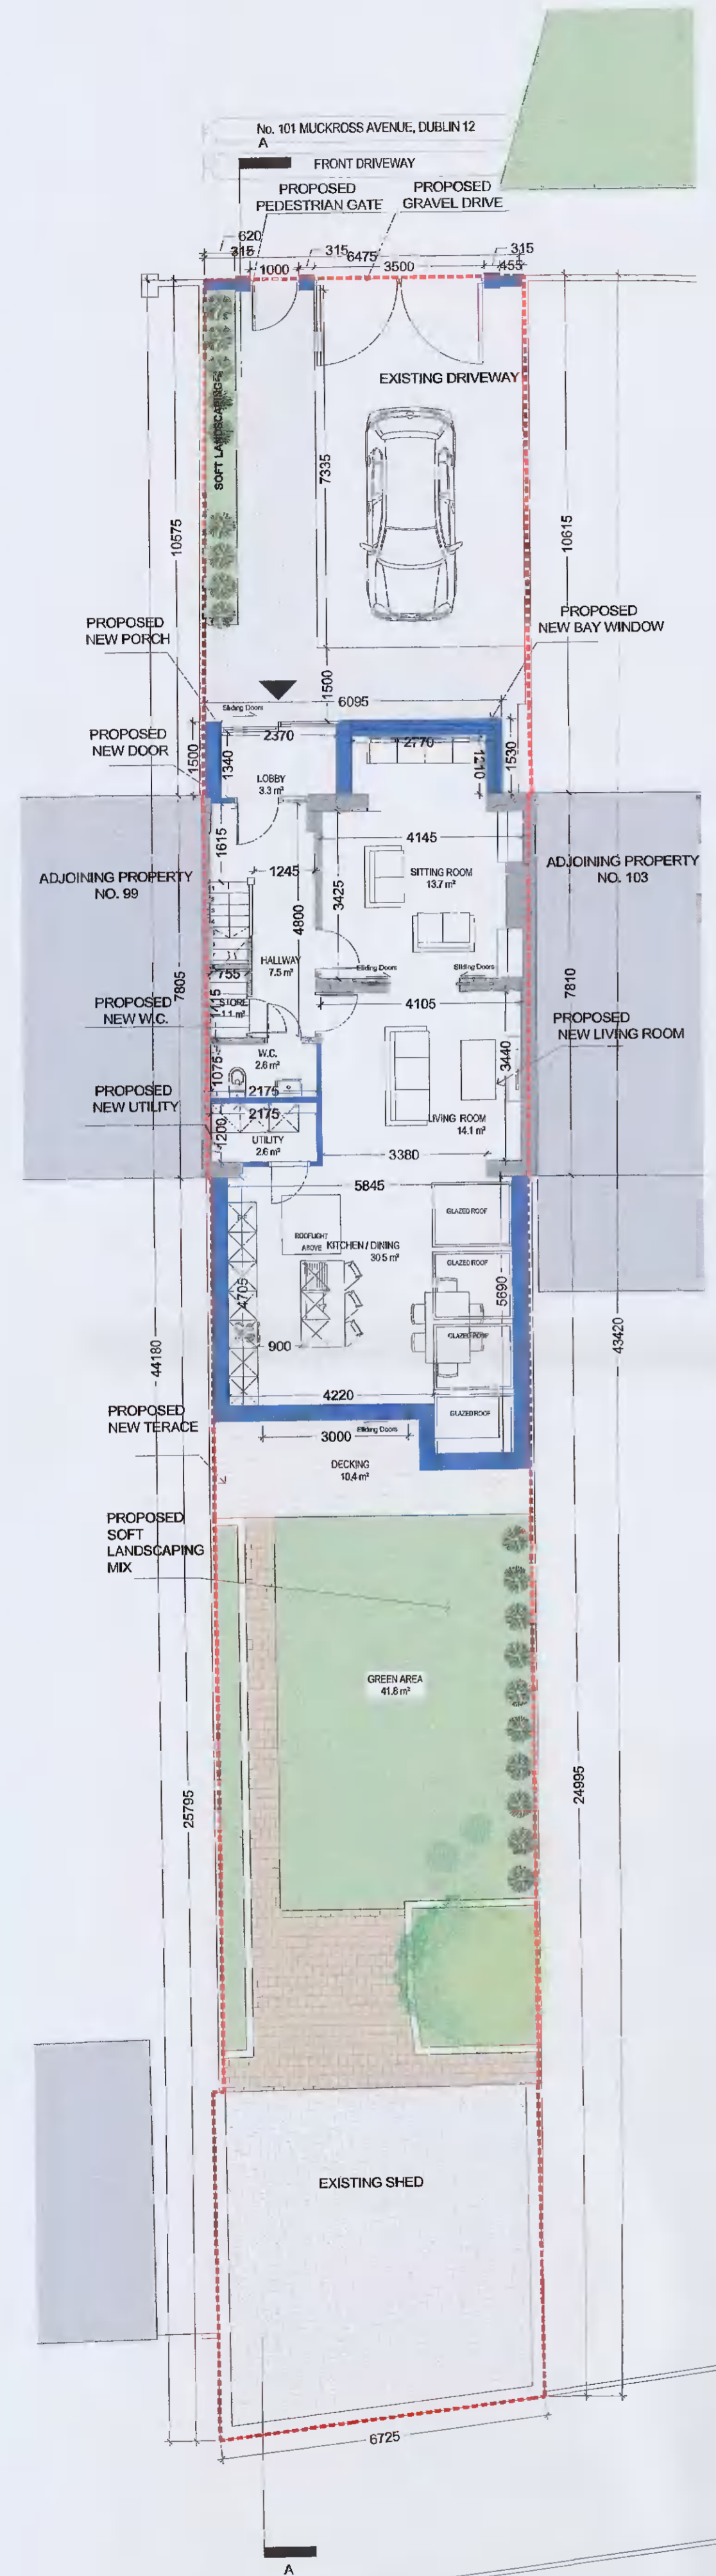 No. 101 MUCKROSS AVENUE, DUBLIN 12
A
FRONT DRIVEWAY
PROPOSED
PEDESTRIAN GATE
PROPOSED
GRAVEL DRIVE
620
315
1000
315
6475
3500
315
455
SOFT LANDSCAPING
EXISTING DRIVEWAY
7335
10575
10615
PROPOSED
NEW PORCH
PROPOSED
NEW BAY WINDOW
1500
6095
Sliding Doors
PROPOSED
NEW DOOR
1500
1340
2370
2770
1210
1530
LOBBY
3.3 m²
ADJOINING PROPERTY
NO. 99
1615
1245
4800
3425
4145
SITTING ROOM
13.7 m²
ADJOINING PROPERTY
NO. 103
HALLWAY
7.5 m²
Sliding Doors
Sliding Doors
755
7805
7810
4105
STORE
1.1 m²
PROPOSED
NEW W.C.
PROPOSED
NEW LIVING ROOM
W.C.
2.6 m²
1075
2175
3440
PROPOSED
NEW UTILITY
2175
1200
UTILITY
2.6 m²
LIVING ROOM
14.1 m²
3380
5845
GLAZED ROOF
ROOFLIGHT
ABOVE
KITCHEN / DINING
30.5 m²
GLAZED ROOF
4705
5690
900
GLAZED ROOF
44180
43420
4220
GLAZED ROOF
PROPOSED
NEW TERACE
3000
Sliding Doors
DECKING
10.4 m²
PROPOSED
SOFT
LANDSCAPING
MIX
GREEN AREA
41.8 m²
25795
24995
EXISTING SHED
6725
A